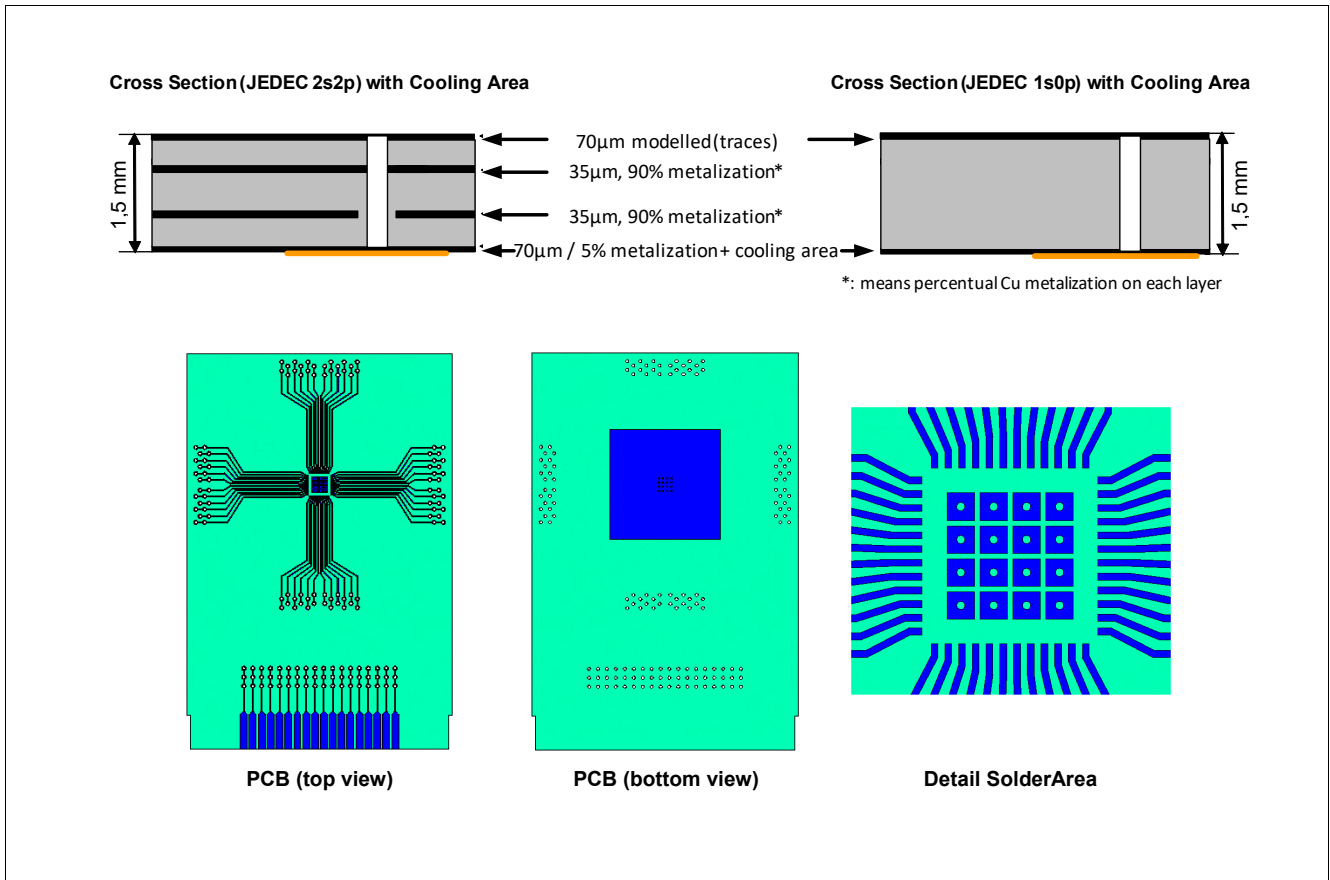 Cross Section (JEDEC 2s2p) with Cooling Area
Cross Section (JEDEC 1s0p) with Cooling Area
1,5 mm
70µm modelled (traces)
35µm, 90% metalization*
35µm, 90% metalization*
70µm / 5% metalization + cooling area
1,5 mm
*: means percentual Cu metalization on each layer
PCB (top view)
PCB (bottom view)
Detail SolderArea